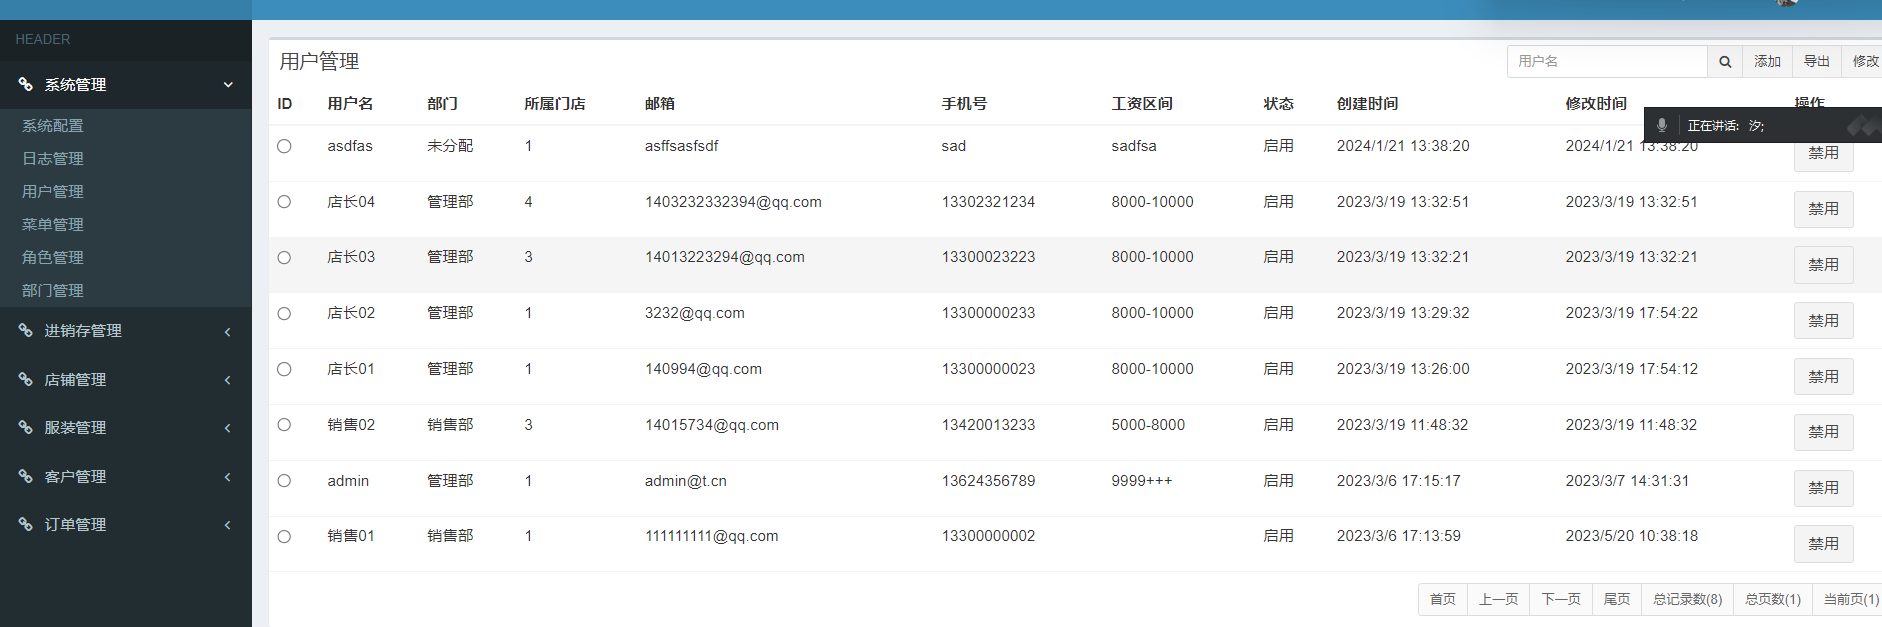 HEADER
系统管理
系统配置
日志管理
用户管理
菜单管理
角色管理
部门管理
进销存管理
店铺管理
服装管理
客户管理
订单管理
用户管理
用户名 添加 导出 修改
ID 用户名 部门 所属门店 邮箱 手机号 工资区间 状态 创建时间 修改时间 操作
正在讲话: 汐;
asdfas 未分配 1 asffsasfsdf sad sadfsa 启用 2024/1/21 13:38:20 2024/1/21 13:38:20 禁用
店长04 管理部 4 1403232332394@qq.com 13302321234 8000-10000 启用 2023/3/19 13:32:51 2023/3/19 13:32:51 禁用
店长03 管理部 3 14013223294@qq.com 13300023223 8000-10000 启用 2023/3/19 13:32:21 2023/3/19 13:32:21 禁用
店长02 管理部 1 3232@qq.com 13300000233 8000-10000 启用 2023/3/19 13:29:32 2023/3/19 17:54:22 禁用
店长01 管理部 1 140994@qq.com 13300000023 8000-10000 启用 2023/3/19 13:26:00 2023/3/19 17:54:12 禁用
销售02 销售部 3 14015734@qq.com 13420013233 5000-8000 启用 2023/3/19 11:48:32 2023/3/19 11:48:32 禁用
admin 管理部 1 admin@t.cn 13624356789 9999+++ 启用 2023/3/6 17:15:17 2023/3/7 14:31:31 禁用
销售01 销售部 1 111111111@qq.com 13300000002 启用 2023/3/6 17:13:59 2023/5/20 10:38:18 禁用
首页 上一页 下一页 尾页 总记录数(8) 总页数(1) 当前页(1)